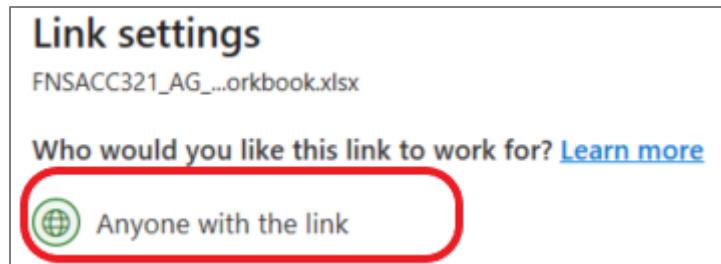 Link settings
FNSACC321_AG_...orkbook.xlsx
Who would you like this link to work for? Learn more
Anyone with the link